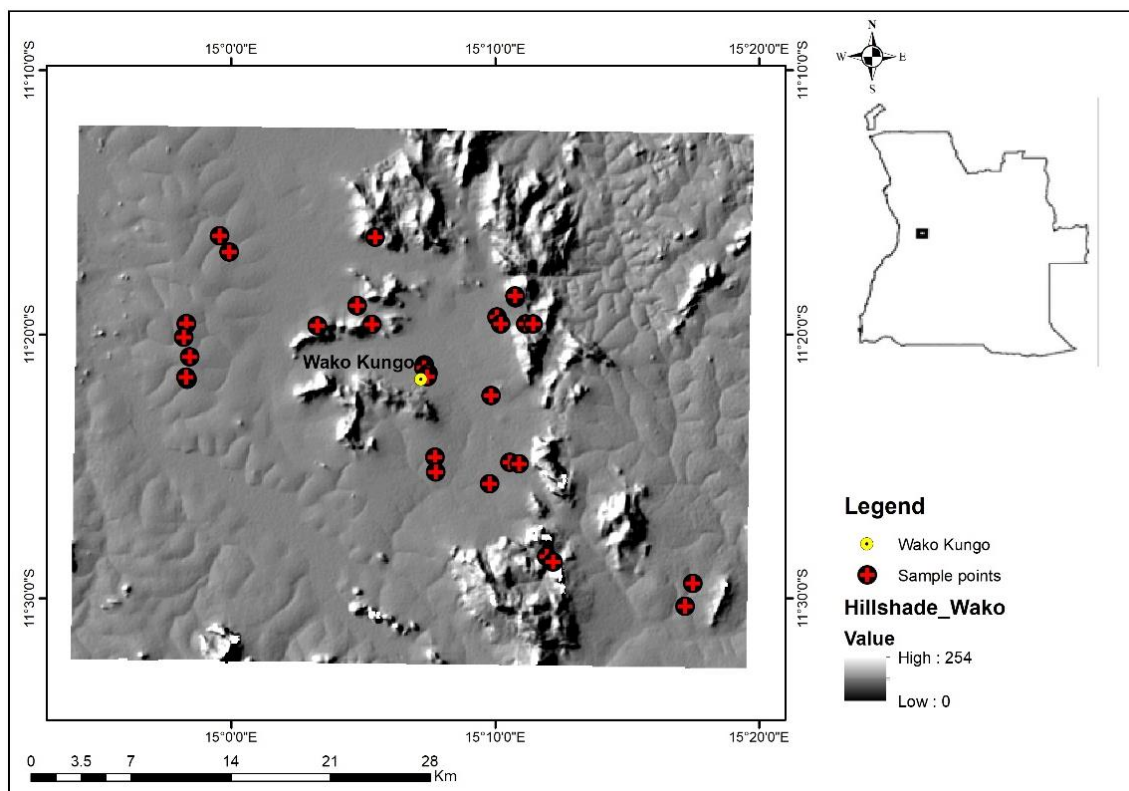 15°0'0"E 15°10'0"E 15°20'0"E
N
W E
S
11°10'0"S 11°10'0"S
11°20'0"S 11°20'0"S
Wako Kungo
11°30'0"S 11°30'0"S
15°0'0"E 15°10'0"E 15°20'0"E
0 3.5 7 14 21 28
Km
Legend
Wako Kungo
Sample points
Hillshade_Wako
Value
High : 254
Low : 0